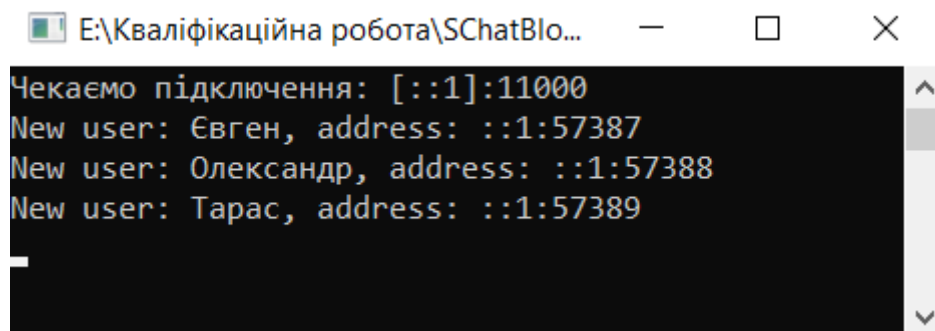 E:\Кваліфікаційна робота\SChatBlo...
Чекаємо підключення: [::1]:11000
New user: Євген, address: ::1:57387
New user: Олександр, address: ::1:57388
New user: Тарас, address: ::1:57389